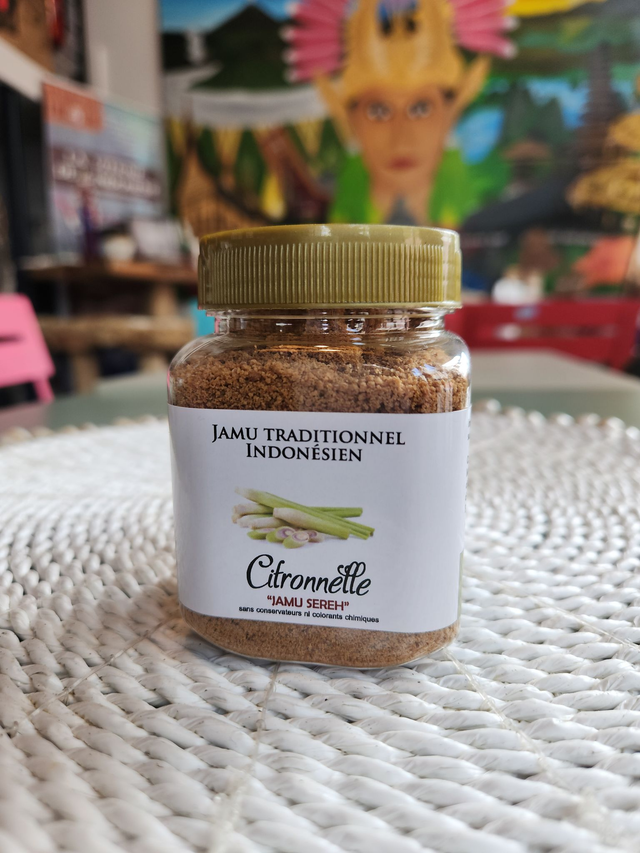 JAMU TRADITIONNEL
INDONÉSIEN
Citronnelle
"JAMU SEREH"
sans conservateurs ni colorants chimiques